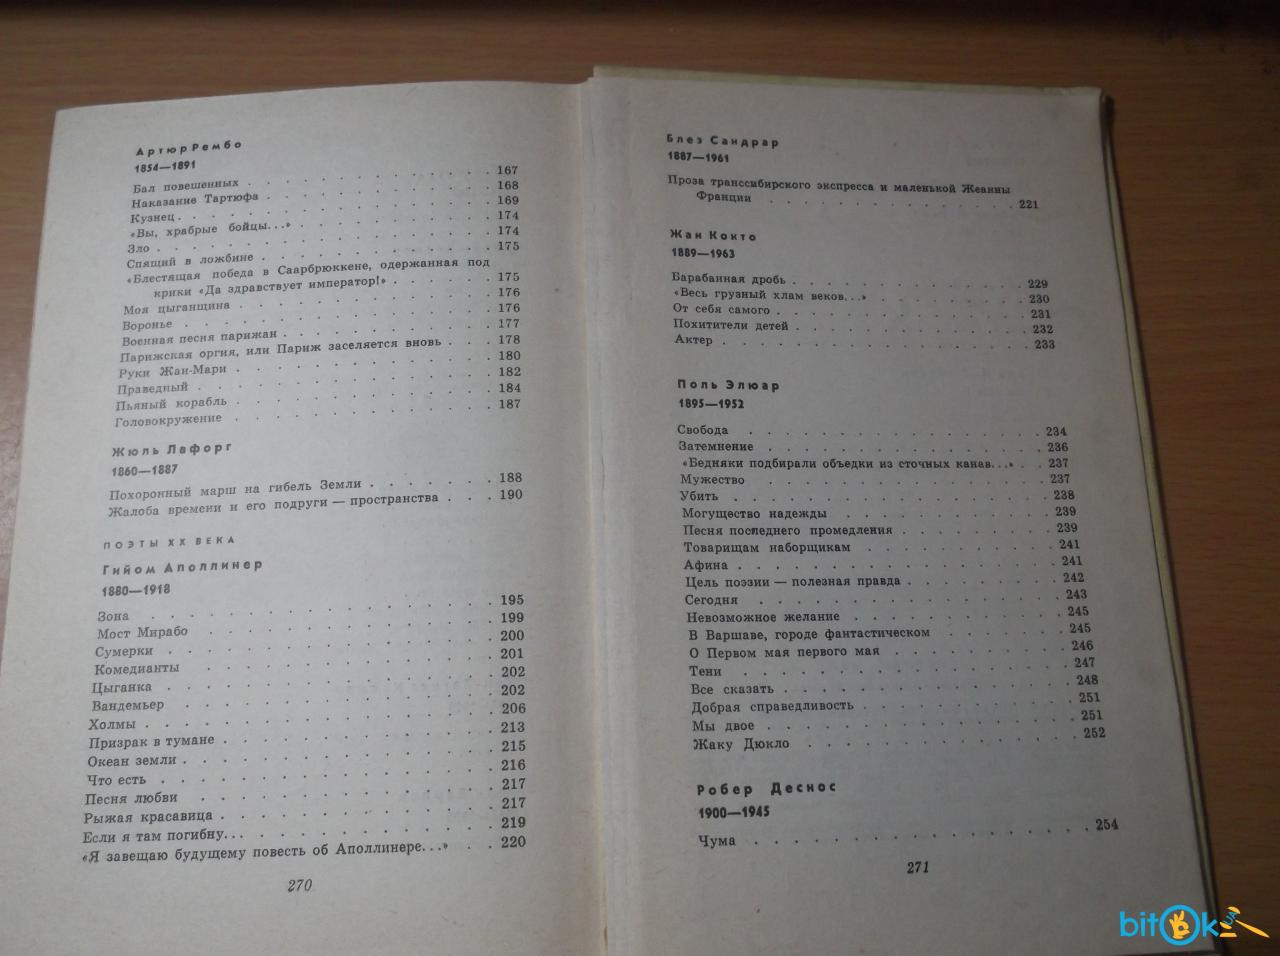 Артюр Рембо
1854—1891
Бал повешенных . . . . . . . . . . . . . 167
Наказание Тартюфа . . . . . . . . . . . . 168
Кузнец . . . . . . . . . . . . . . . 169
«Вы, храбрые бойцы...» . . . . . . . . . . 174
Зло . . . . . . . . . . . . . . . . 174
Спящий в ложбине . . . . . . . . . . . . 175
«Блестящая победа в Саарбрюккене, одержанная под
крики «Да здравствует император!» . . . . . 175
Моя цыганщина . . . . . . . . . . . . . 176
Воронье . . . . . . . . . . . . . . . 176
Военная песня парижан . . . . . . . . . . 177
Парижская оргия, или Париж заселяется вновь . . . 178
Руки Жан-Мари . . . . . . . . . . . . . 180
Праведный . . . . . . . . . . . . . . 182
Пьяный корабль . . . . . . . . . . . . . 184
Головокружение . . . . . . . . . . . . . 187
Жюль Лафорг
1860—1887
Похоронный марш на гибель Земли . . . . . . . 188
Жалоба времени и его подруги — пространства . . . 190
ПОЭТЫ XX ВЕКА
Гийом Аполлинер
1880—1918
Зона . . . . . . . . . . . . . . . . 195
Мост Мирабо . . . . . . . . . . . . . . 199
Сумерки . . . . . . . . . . . . . . . 200
Комедианты . . . . . . . . . . . . . . 201
Цыганка . . . . . . . . . . . . . . . 202
Вандемьер . . . . . . . . . . . . . . 202
Холмы . . . . . . . . . . . . . . . . 206
Призрак в тумане . . . . . . . . . . . . 213
Океан земли . . . . . . . . . . . . . . 215
Что есть . . . . . . . . . . . . . . . 216
Песня любви . . . . . . . . . . . . . . 217
Рыжая красавица . . . . . . . . . . . . 217
Если я там погибну... . . . . . . . . . . . 219
«Я завещаю будущему повесть об Аполлинере...» . . 220
270
Блез Сандрар
1887—1961
Проза транссибирского экспресса и маленькой Жеанны
Франции . . . . . . . . . . . . . . 221
Жан Кокто
1889—1963
Барабанная дробь . . . . . . . . . . . . 229
«Весь грузный хлам веков...» . . . . . . . . 230
От себя самого . . . . . . . . . . . . . 231
Похитители детей . . . . . . . . . . . . 232
Актер . . . . . . . . . . . . . . . . 233
Поль Элюар
1895—1952
Свобода . . . . . . . . . . . . . . . 234
Затемнение . . . . . . . . . . . . . . 236
«Бедняки подбирали объедки из сточных канав...» . . 237
Мужество . . . . . . . . . . . . . . . 237
Убить . . . . . . . . . . . . . . . . 238
Могущество надежды . . . . . . . . . . . 239
Песня последнего промедления . . . . . . . . 239
Товарищам наборщикам . . . . . . . . . . 241
Афина . . . . . . . . . . . . . . . . 241
Цель поэзии — полезная правда . . . . . . . . 242
Сегодня . . . . . . . . . . . . . . . 243
Невозможное желание . . . . . . . . . . . 245
В Варшаве, городе фантастическом . . . . . . . 245
О Первом мая первого мая . . . . . . . . . 246
Тени . . . . . . . . . . . . . . . . 247
Все сказать . . . . . . . . . . . . . . 248
Добрая справедливость . . . . . . . . . . 251
Мы двое . . . . . . . . . . . . . . . 251
Жаку Дюкло . . . . . . . . . . . . . . 252
Робер Деснос
1900—1945
Чума . . . . . . . . . . . . . . . . 254
271
bitOk
UA